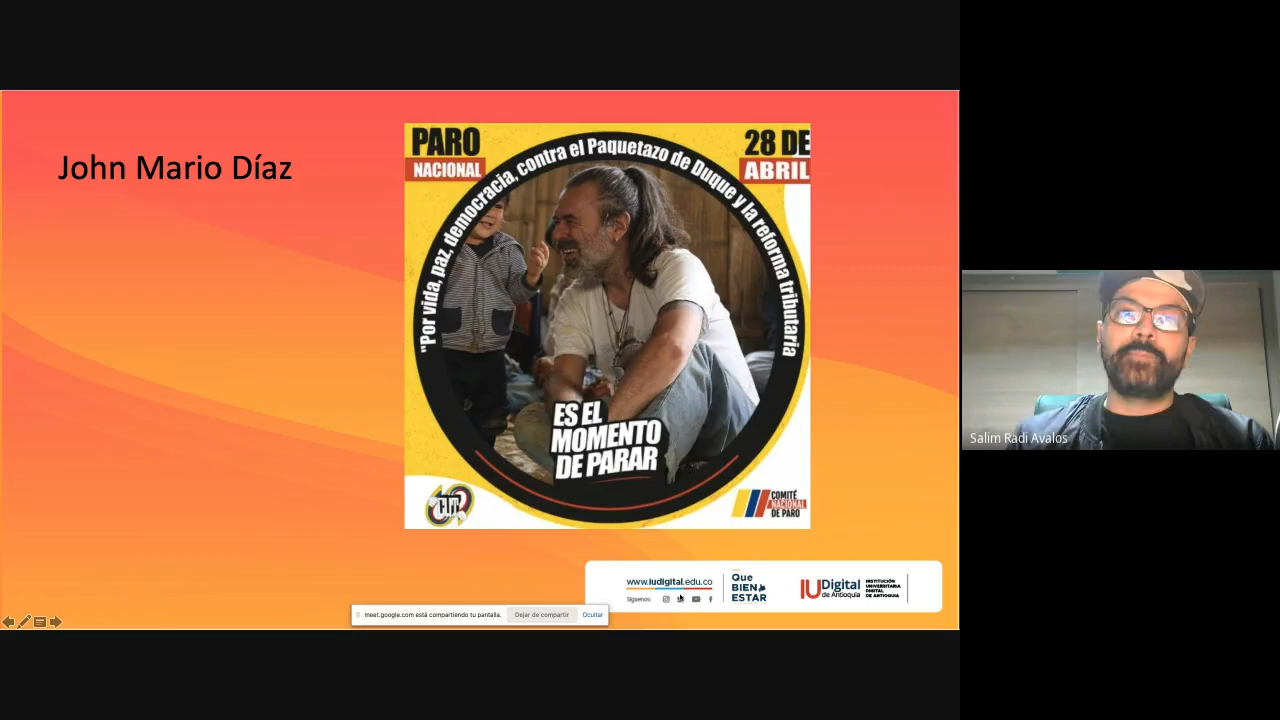 John Mario Díaz
PARO
NACIONAL
28 DE
ABRIL
"Por vida, paz, democracia, contra el Paquetazo de Duque y la reforma tributaria
ES EL
MOMENTO
DE PARAR
CUT
COMITÉ
NACIONAL
DE PARO
www.iudigital.edu.co
Síguenos:
Que
BIEN
ESTAR
IUDigital
de Antioquia
INSTITUCIÓN
UNIVERSITARIA
DIGITAL
DE ANTIOQUIA
meet.google.com está compartiendo tu pantalla.
Dejar de compartir
Ocultar
Salim Radi Avalos